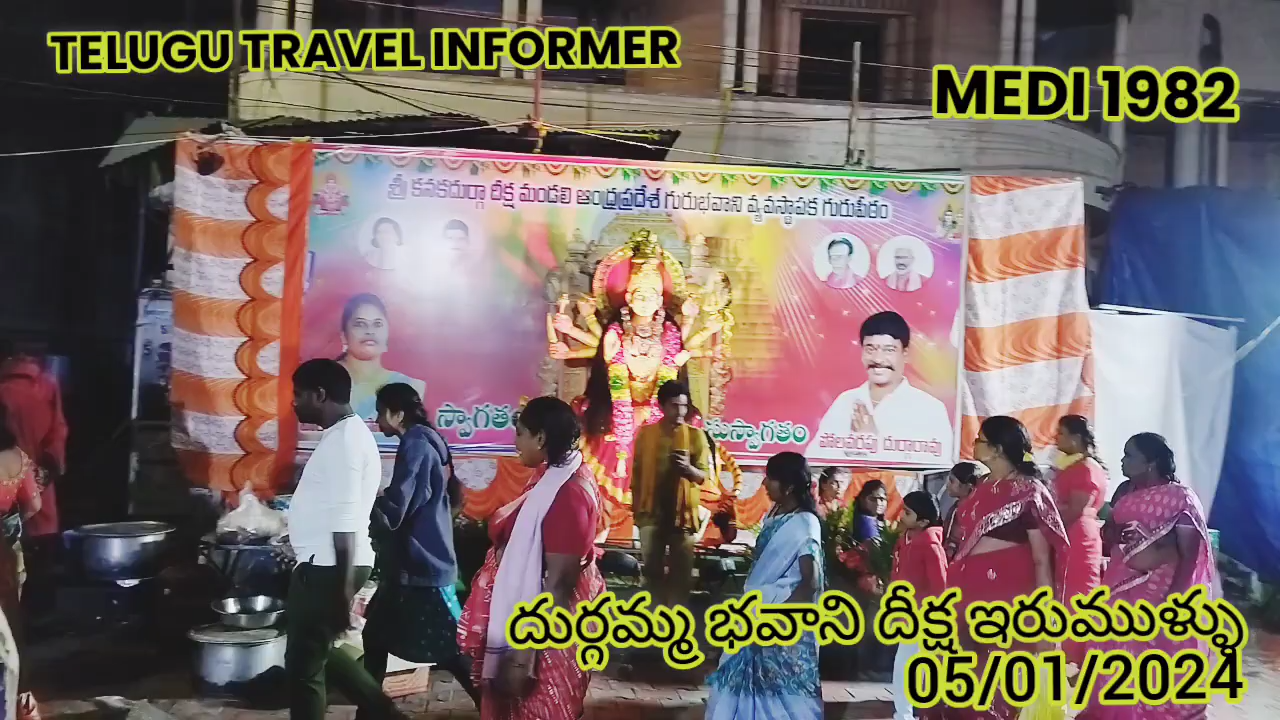 TELUGU TRAVEL INFORMER
MEDI 1982
శ్రీ కనకదుర్గా దీక్ష మండలి ఆంధ్రప్రదేశ్ గురుభవాని వ్యవస్థాపక గురుపీఠం
స్వాగతం సుస్వాగతం
పోలవరపు దుర్గారావు
దుర్గమ్మ భవాని దీక్ష ఇరుముళ్ళు
05/01/2024